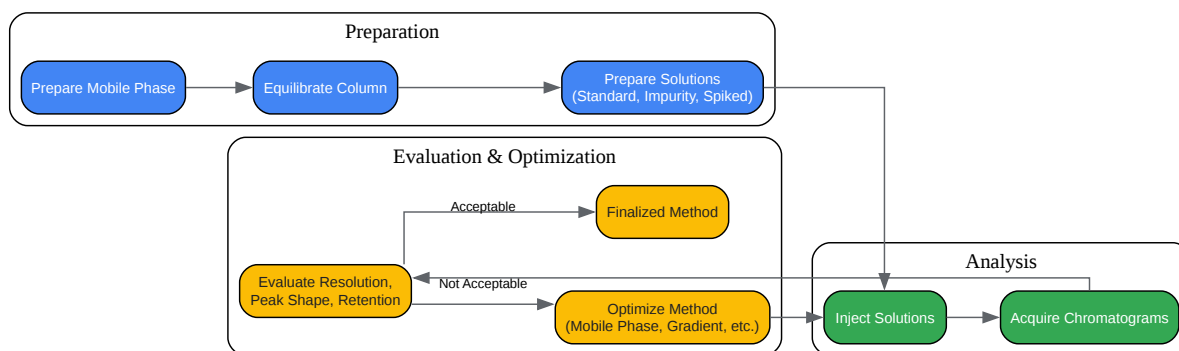 Preparation
Prepare Mobile Phase
Equilibrate Column
Prepare Solutions
(Standard, Impurity, Spiked)
Evaluation & Optimization
Acceptable
Finalized Method
Evaluate Resolution,
Peak Shape, Retention
Not Acceptable
Optimize Method
(Mobile Phase, Gradient, etc.)
Analysis
Inject Solutions
Acquire Chromatograms